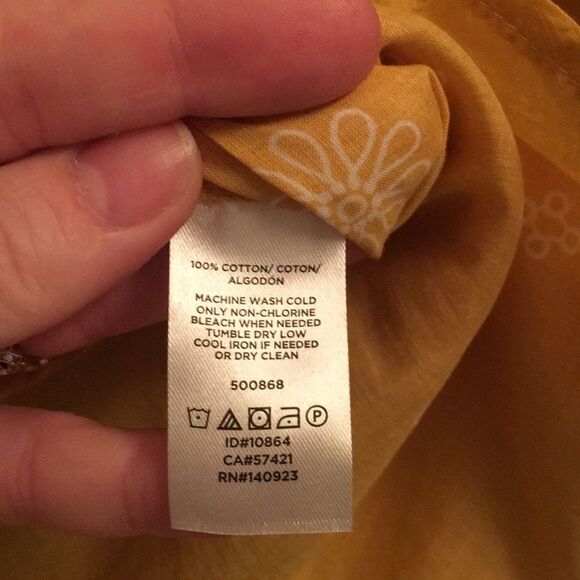 100% COTTON/ COTON/
ALGODÓN
MACHINE WASH COLD
ONLY NON-CHLORINE
BLEACH WHEN NEEDED
TUMBLE DRY LOW
COOL IRON IF NEEDED
OR DRY CLEAN
500868
P
ID#10864
CA#57421
RN#140923